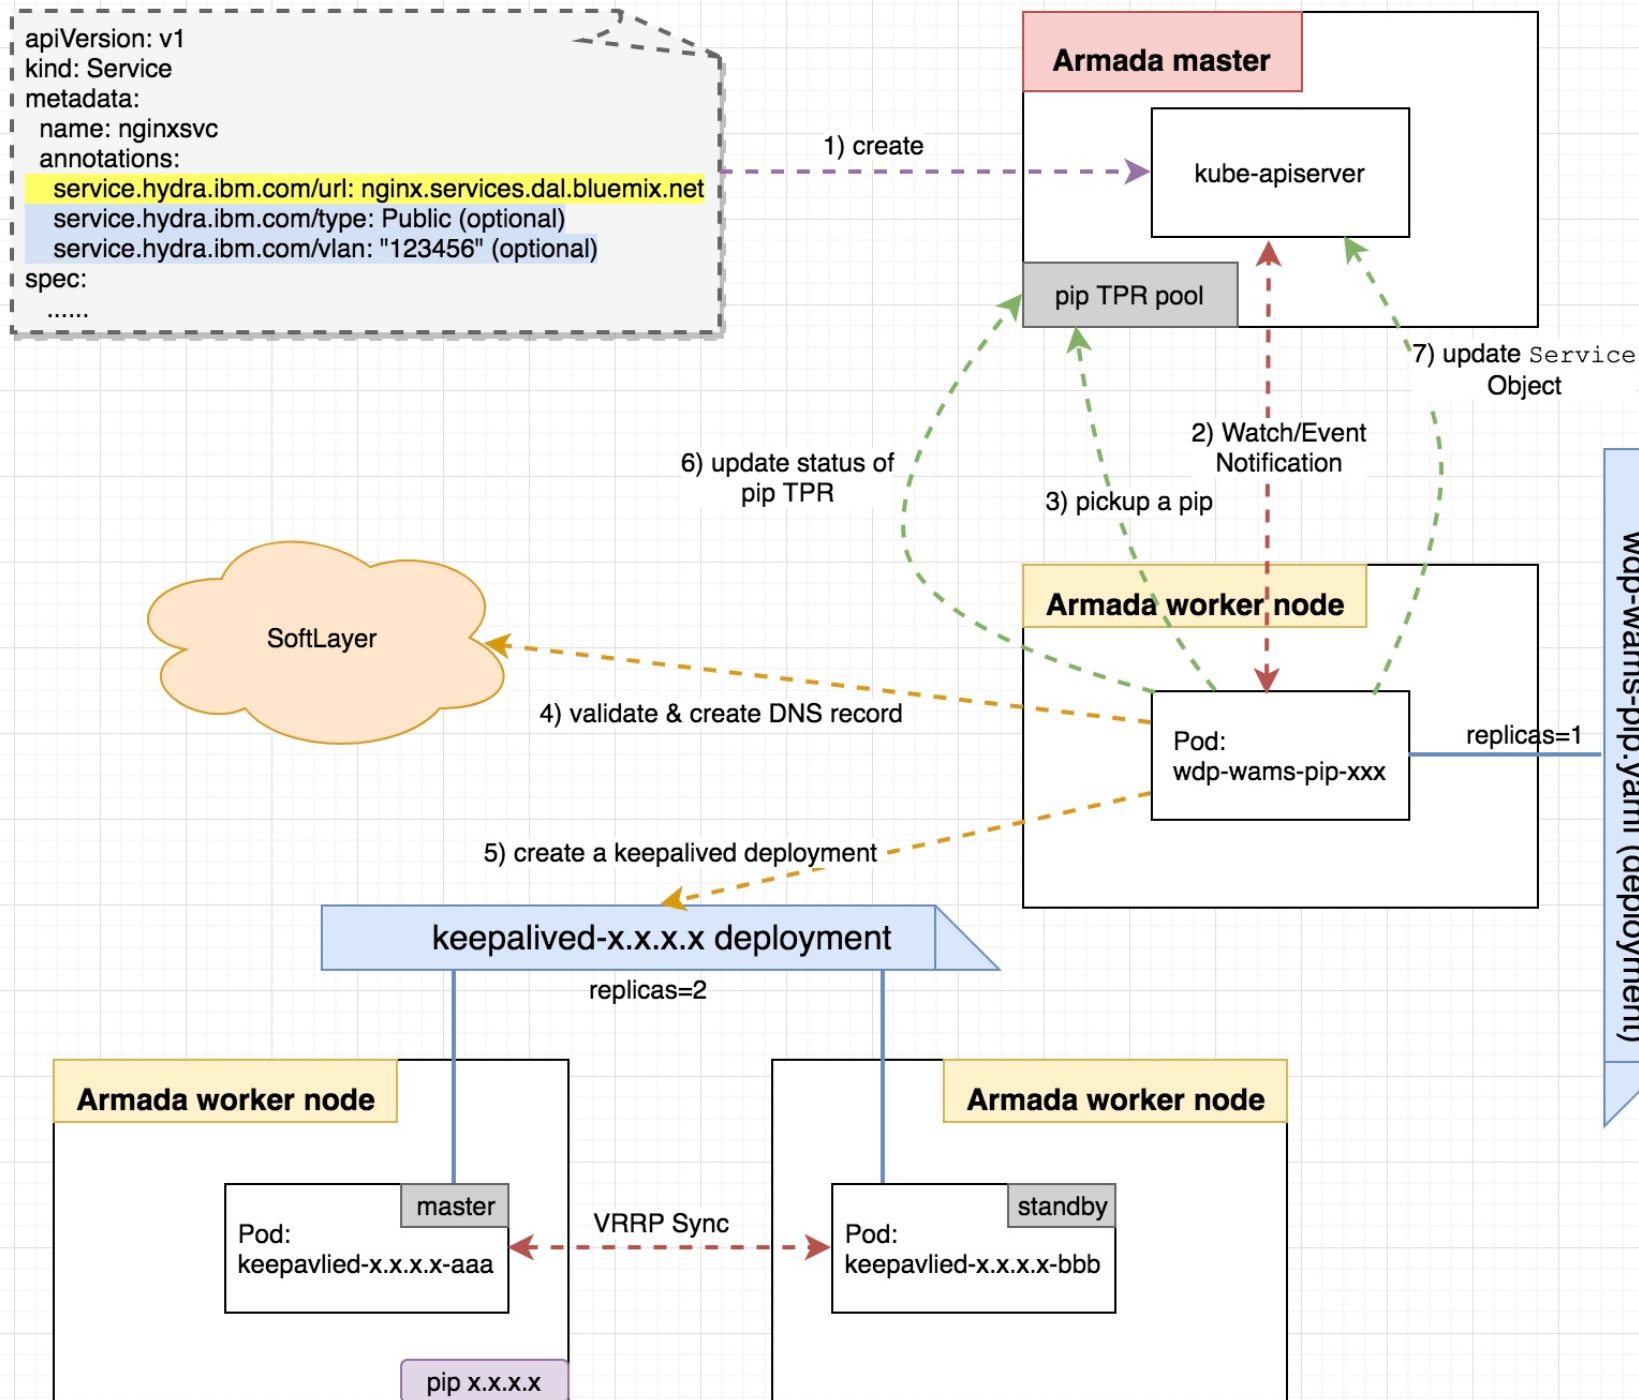 apiVersion: v1
kind: Service
metadata:
name: nginxsvc
annotations:
service.hydra.ibm.com/url: nginx.services.dal.bluemix.net
service.hydra.ibm.com/type: Public (optional)
service.hydra.ibm.com/vlan: "123456" (optional)
spec:
......
1) create
Armada master
kube-apiserver
pip TPR pool
7) update Service
Object
2) Watch/Event
Notification
6) update status of
pip TPR
3) pickup a pip
SoftLayer
Armada worker node
4) validate & create DNS record
Pod:
wdp-wams-pip-xxx
replicas=1
wdp-wams-pip.yaml (deployment)
5) create a keepalived deployment
keepalived-x.x.x.x deployment
replicas=2
Armada worker node
Armada worker node
master
Pod:
keepavlied-x.x.x.x-aaa
VRRP Sync
standby
Pod:
keepavlied-x.x.x.x-bbb
pip x.x.x.x